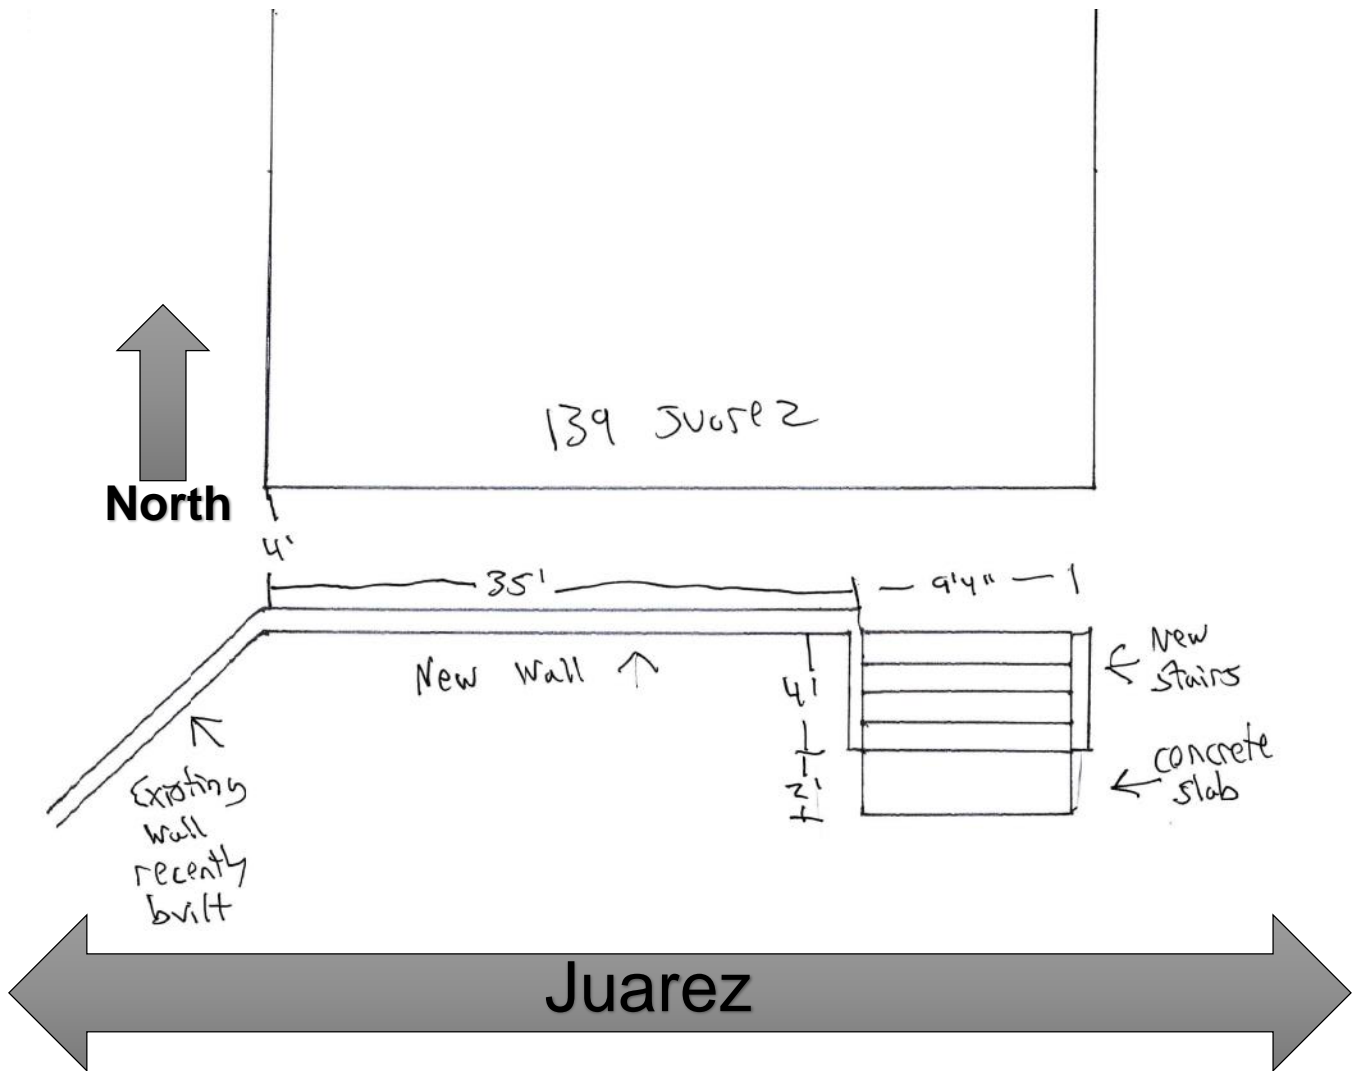 139 Juarez
North
4'
35'
9'4"
New Wall
4'
2'
New
stairs
concrete
slab
Existing
wall
recently
built
Juarez